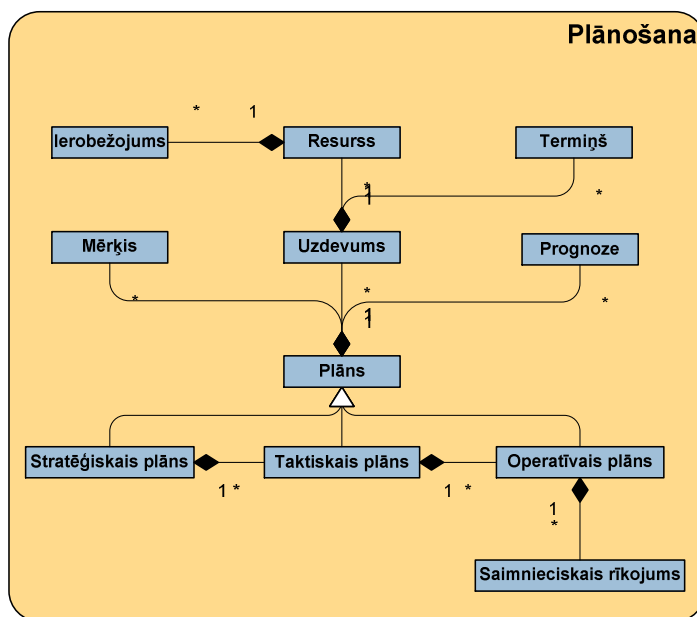 Plānošana
* 1
Ierobežojums
Resurss
Termiņš
*
1
*
Mērķis
Uzdevums
Prognoze
*
*
1
1
*
Plāns
Stratēģiskais plāns
Taktiskais plāns
Operatīvais plāns
1 *
1 *
1
*
Saimnieciskais rīkojums